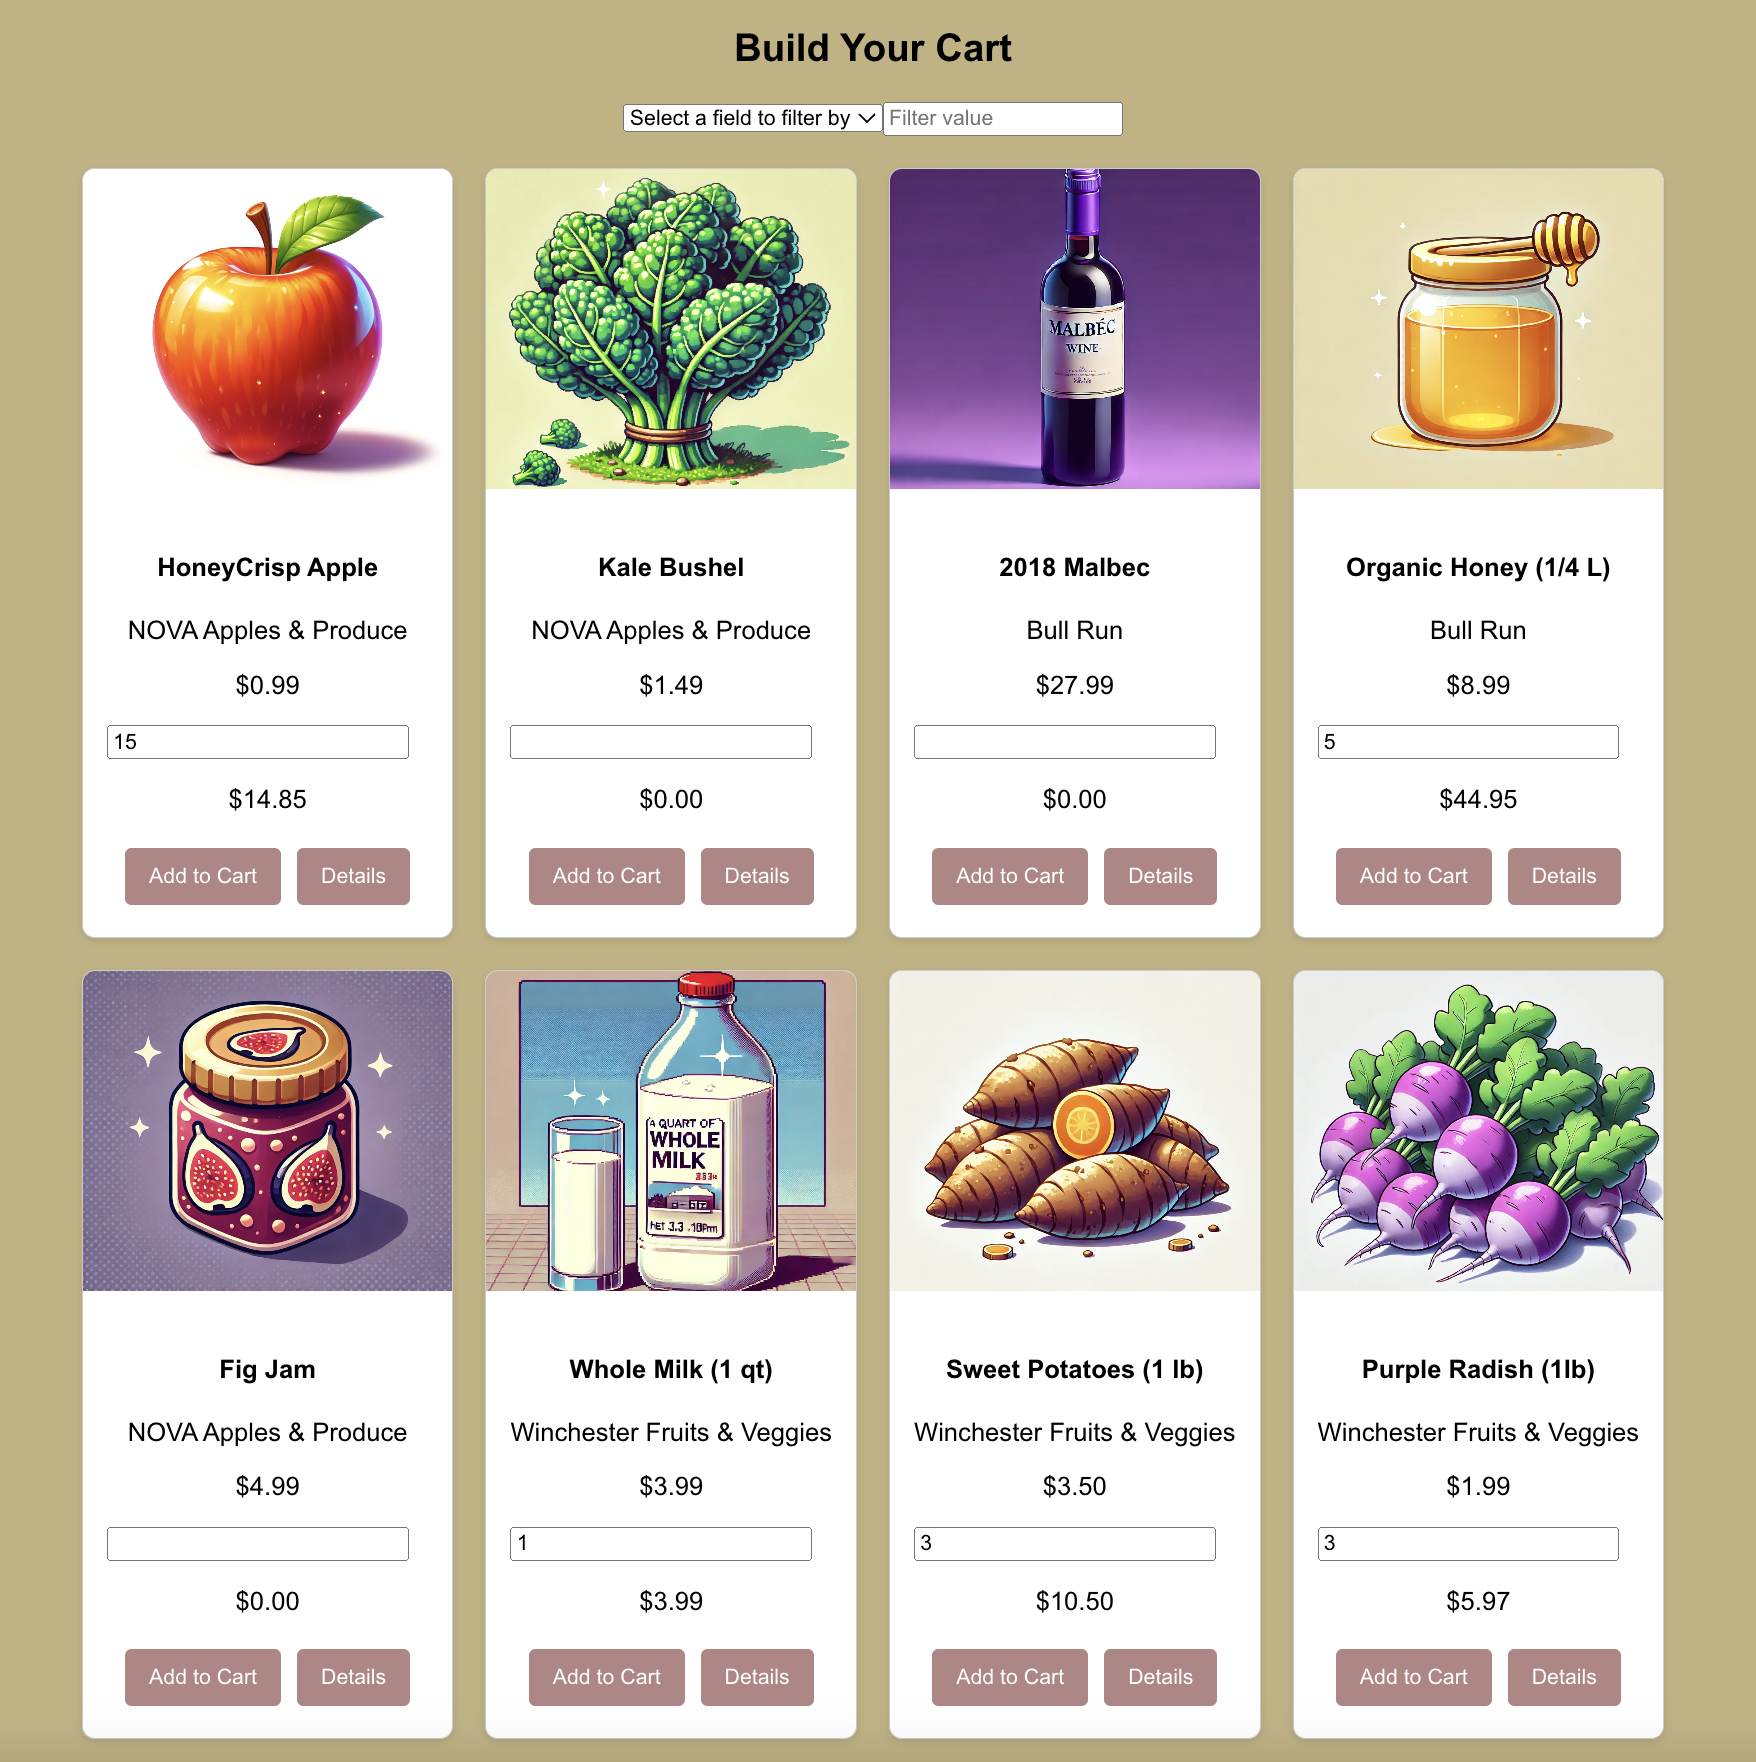 Build Your Cart
Select a field to filter by Filter value
MALBÉC
WINE
HoneyCrisp Apple
NOVA Apples & Produce
$0.99
15
$14.85
Add to Cart Details
Kale Bushel
NOVA Apples & Produce
$1.49
$0.00
Add to Cart Details
2018 Malbec
Bull Run
$27.99
$0.00
Add to Cart Details
Organic Honey (1/4 L)
Bull Run
$8.99
5
$44.95
Add to Cart Details
Fig Jam
NOVA Apples & Produce
$4.99
$0.00
Add to Cart Details
A QUART OF
WHOLE
MILK
Whole Milk (1 qt)
Winchester Fruits & Veggies
$3.99
1
$3.99
Add to Cart Details
Sweet Potatoes (1 lb)
Winchester Fruits & Veggies
$3.50
3
$10.50
Add to Cart Details
Purple Radish (1lb)
Winchester Fruits & Veggies
$1.99
3
$5.97
Add to Cart Details